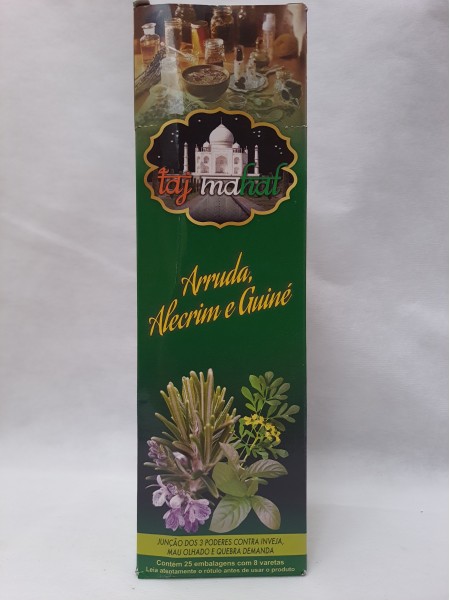 taj mahal
Arruda,
Alecrim e Guiné
JUNÇÃO DOS 3 PODERES CONTRA INVEJA,
MAU OLHADO E QUEBRA DEMANDA
Contém 25 embalagens com 8 varetas
Leia atentamente o rótulo antes de usar o produto